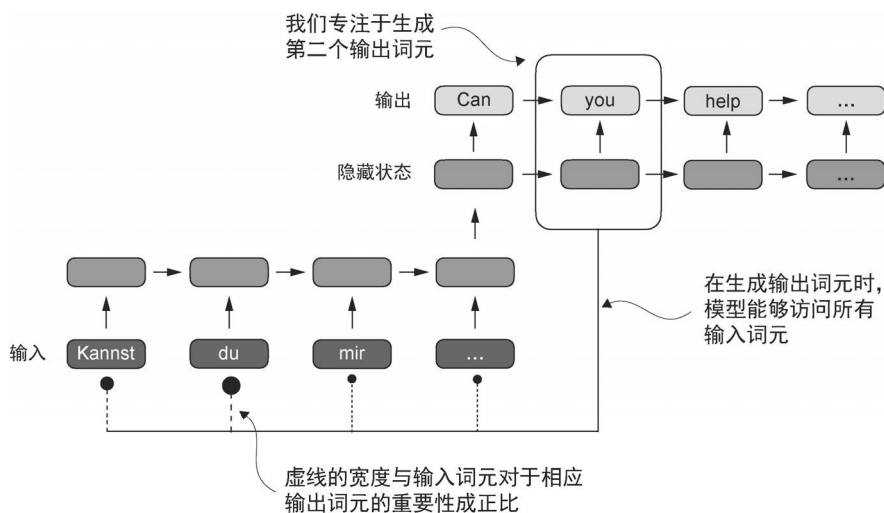 我们专注于生成
第二个输出词元
输出
Can
you
help
...
隐藏状态
...
在生成输出词元时，
模型能够访问所有
输入词元
输入
Kannst
du
mir
...
虚线的宽度与输入词元对于相应
输出词元的重要性成正比